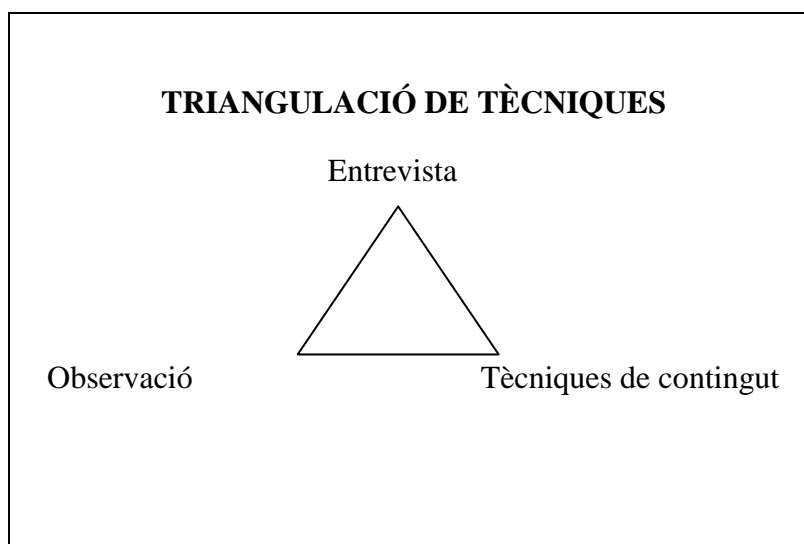 TRIANGULACIÓ DE TÈCNIQUES
Entrevista
Observació
Tècniques de contingut